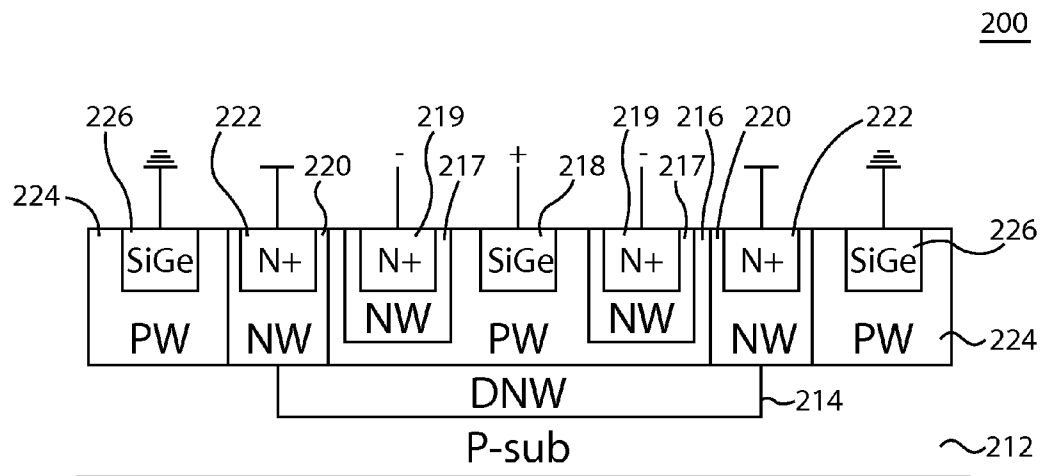 200
226 222 219 219 216 220 222
- + -
220 217 218 217
224
SiGe N+ N+ SiGe N+ N+ SiGe 226
NW NW
PW NW PW NW PW 224
DNW 214
P-sub 212